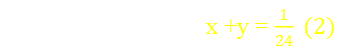 x +y = 1/24 (2)